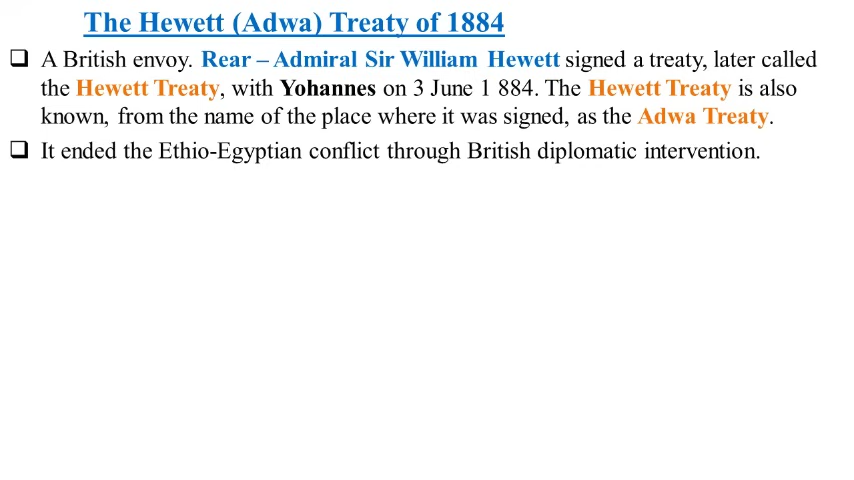 The Hewett (Adwa) Treaty of 1884
❑ A British envoy. Rear – Admiral Sir William Hewett signed a treaty, later called
the Hewett Treaty, with Yohannes on 3 June 1 884. The Hewett Treaty is also
known, from the name of the place where it was signed, as the Adwa Treaty.
❑ It ended the Ethio-Egyptian conflict through British diplomatic intervention.